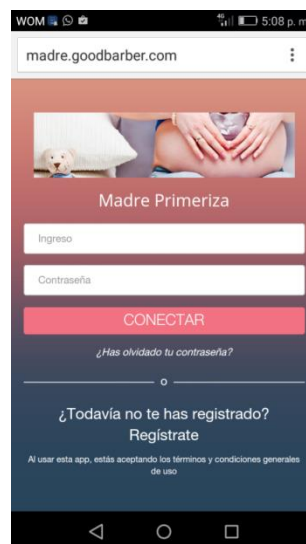 WOM 4G 5:08 p. m
madre.goodbarber.com
Madre Primeriza
Ingreso
Contraseña
CONECTAR
¿Has olvidado tu contraseña?
o
¿Todavía no te has registrado?
Regístrate
Al usar esta app, estás aceptando los términos y condiciones generales
de uso